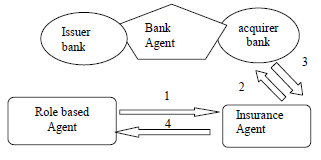 Issuer
bank
Bank
Agent
acquirer
bank
3
2
1
4
Role based
Agent
Insurance
Agent